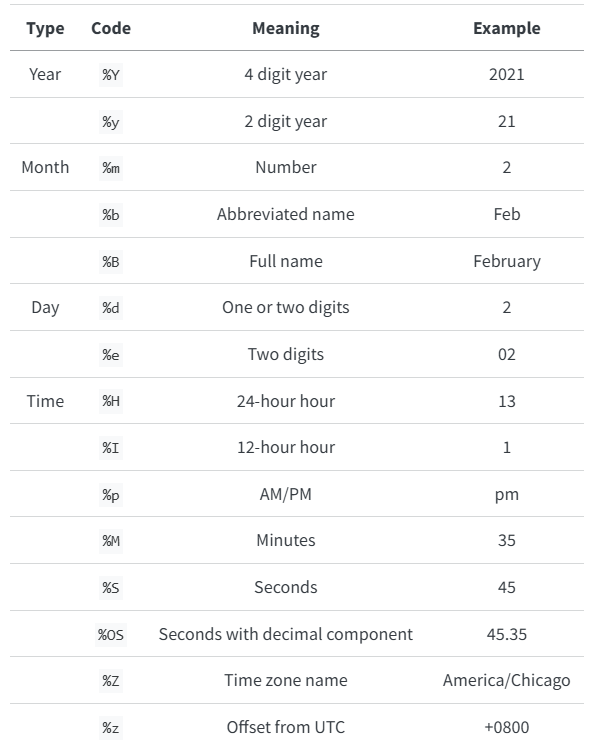 Type Code Meaning Example
Year %Y 4 digit year 2021
%y 2 digit year 21
Month %m Number 2
%b Abbreviated name Feb
%B Full name February
Day %d One or two digits 2
%e Two digits 02
Time %H 24-hour hour 13
%I 12-hour hour 1
%p AM/PM pm
%M Minutes 35
%S Seconds 45
%OS Seconds with decimal component 45.35
%Z Time zone name America/Chicago
%z Offset from UTC +0800